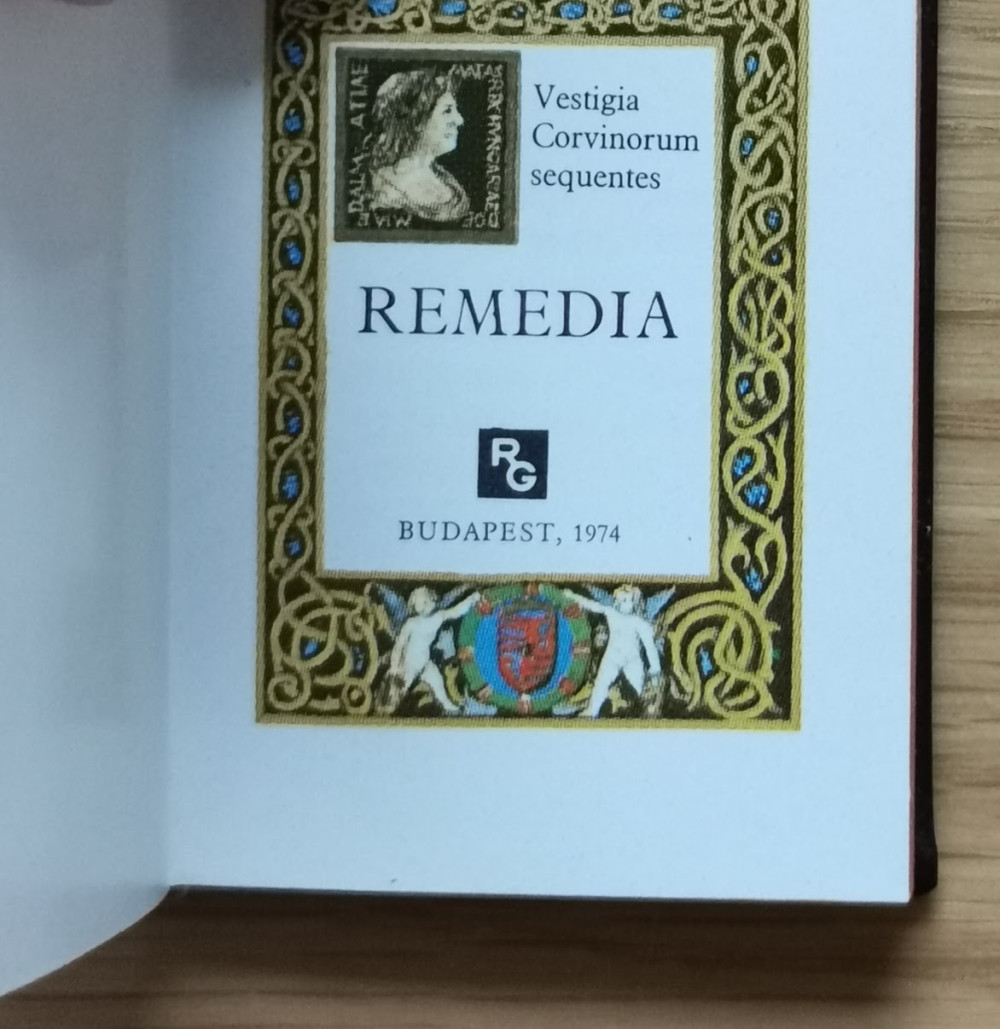 Vestigia
Corvinorum
sequentes
REMEDIA
RG
BUDAPEST, 1974